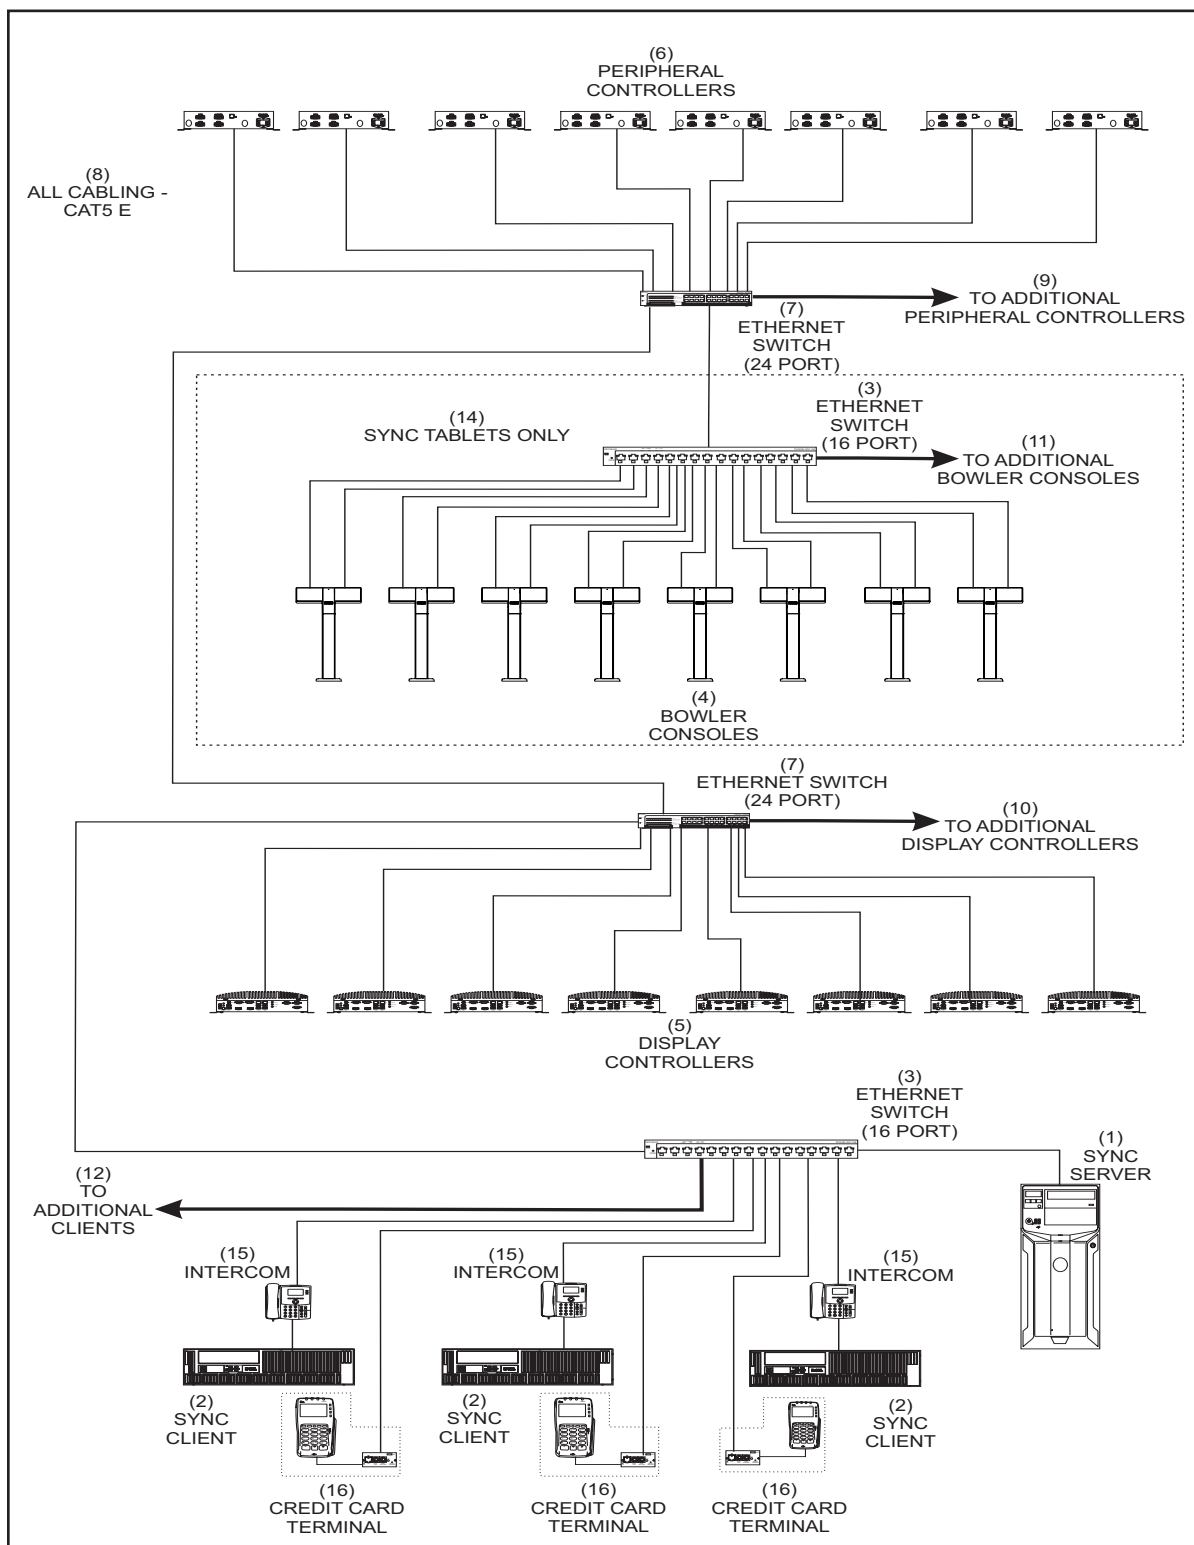 (6)
PERIPHERAL
CONTROLLERS
(8)
ALL CABLING -
CAT5 E
(9)
TO ADDITIONAL
PERIPHERAL CONTROLLERS
(7)
ETHERNET
SWITCH
(24 PORT)
(3)
ETHERNET
SWITCH
(16 PORT)
(14)
SYNC TABLETS ONLY
(11)
TO ADDITIONAL
BOWLER CONSOLES
(4)
BOWLER
CONSOLES
(7)
ETHERNET SWITCH
(24 PORT)
(10)
TO ADDITIONAL
DISPLAY CONTROLLERS
(5)
DISPLAY
CONTROLLERS
(3)
ETHERNET
SWITCH
(16 PORT)
(1)
SYNC
SERVER
(12)
TO
ADDITIONAL
CLIENTS
(15)
INTERCOM
(15)
INTERCOM
(15)
INTERCOM
(2)
SYNC
CLIENT
(2)
SYNC
CLIENT
(2)
SYNC
CLIENT
(16)
CREDIT CARD
TERMINAL
(16)
CREDIT CARD
TERMINAL
(16)
CREDIT CARD
TERMINAL